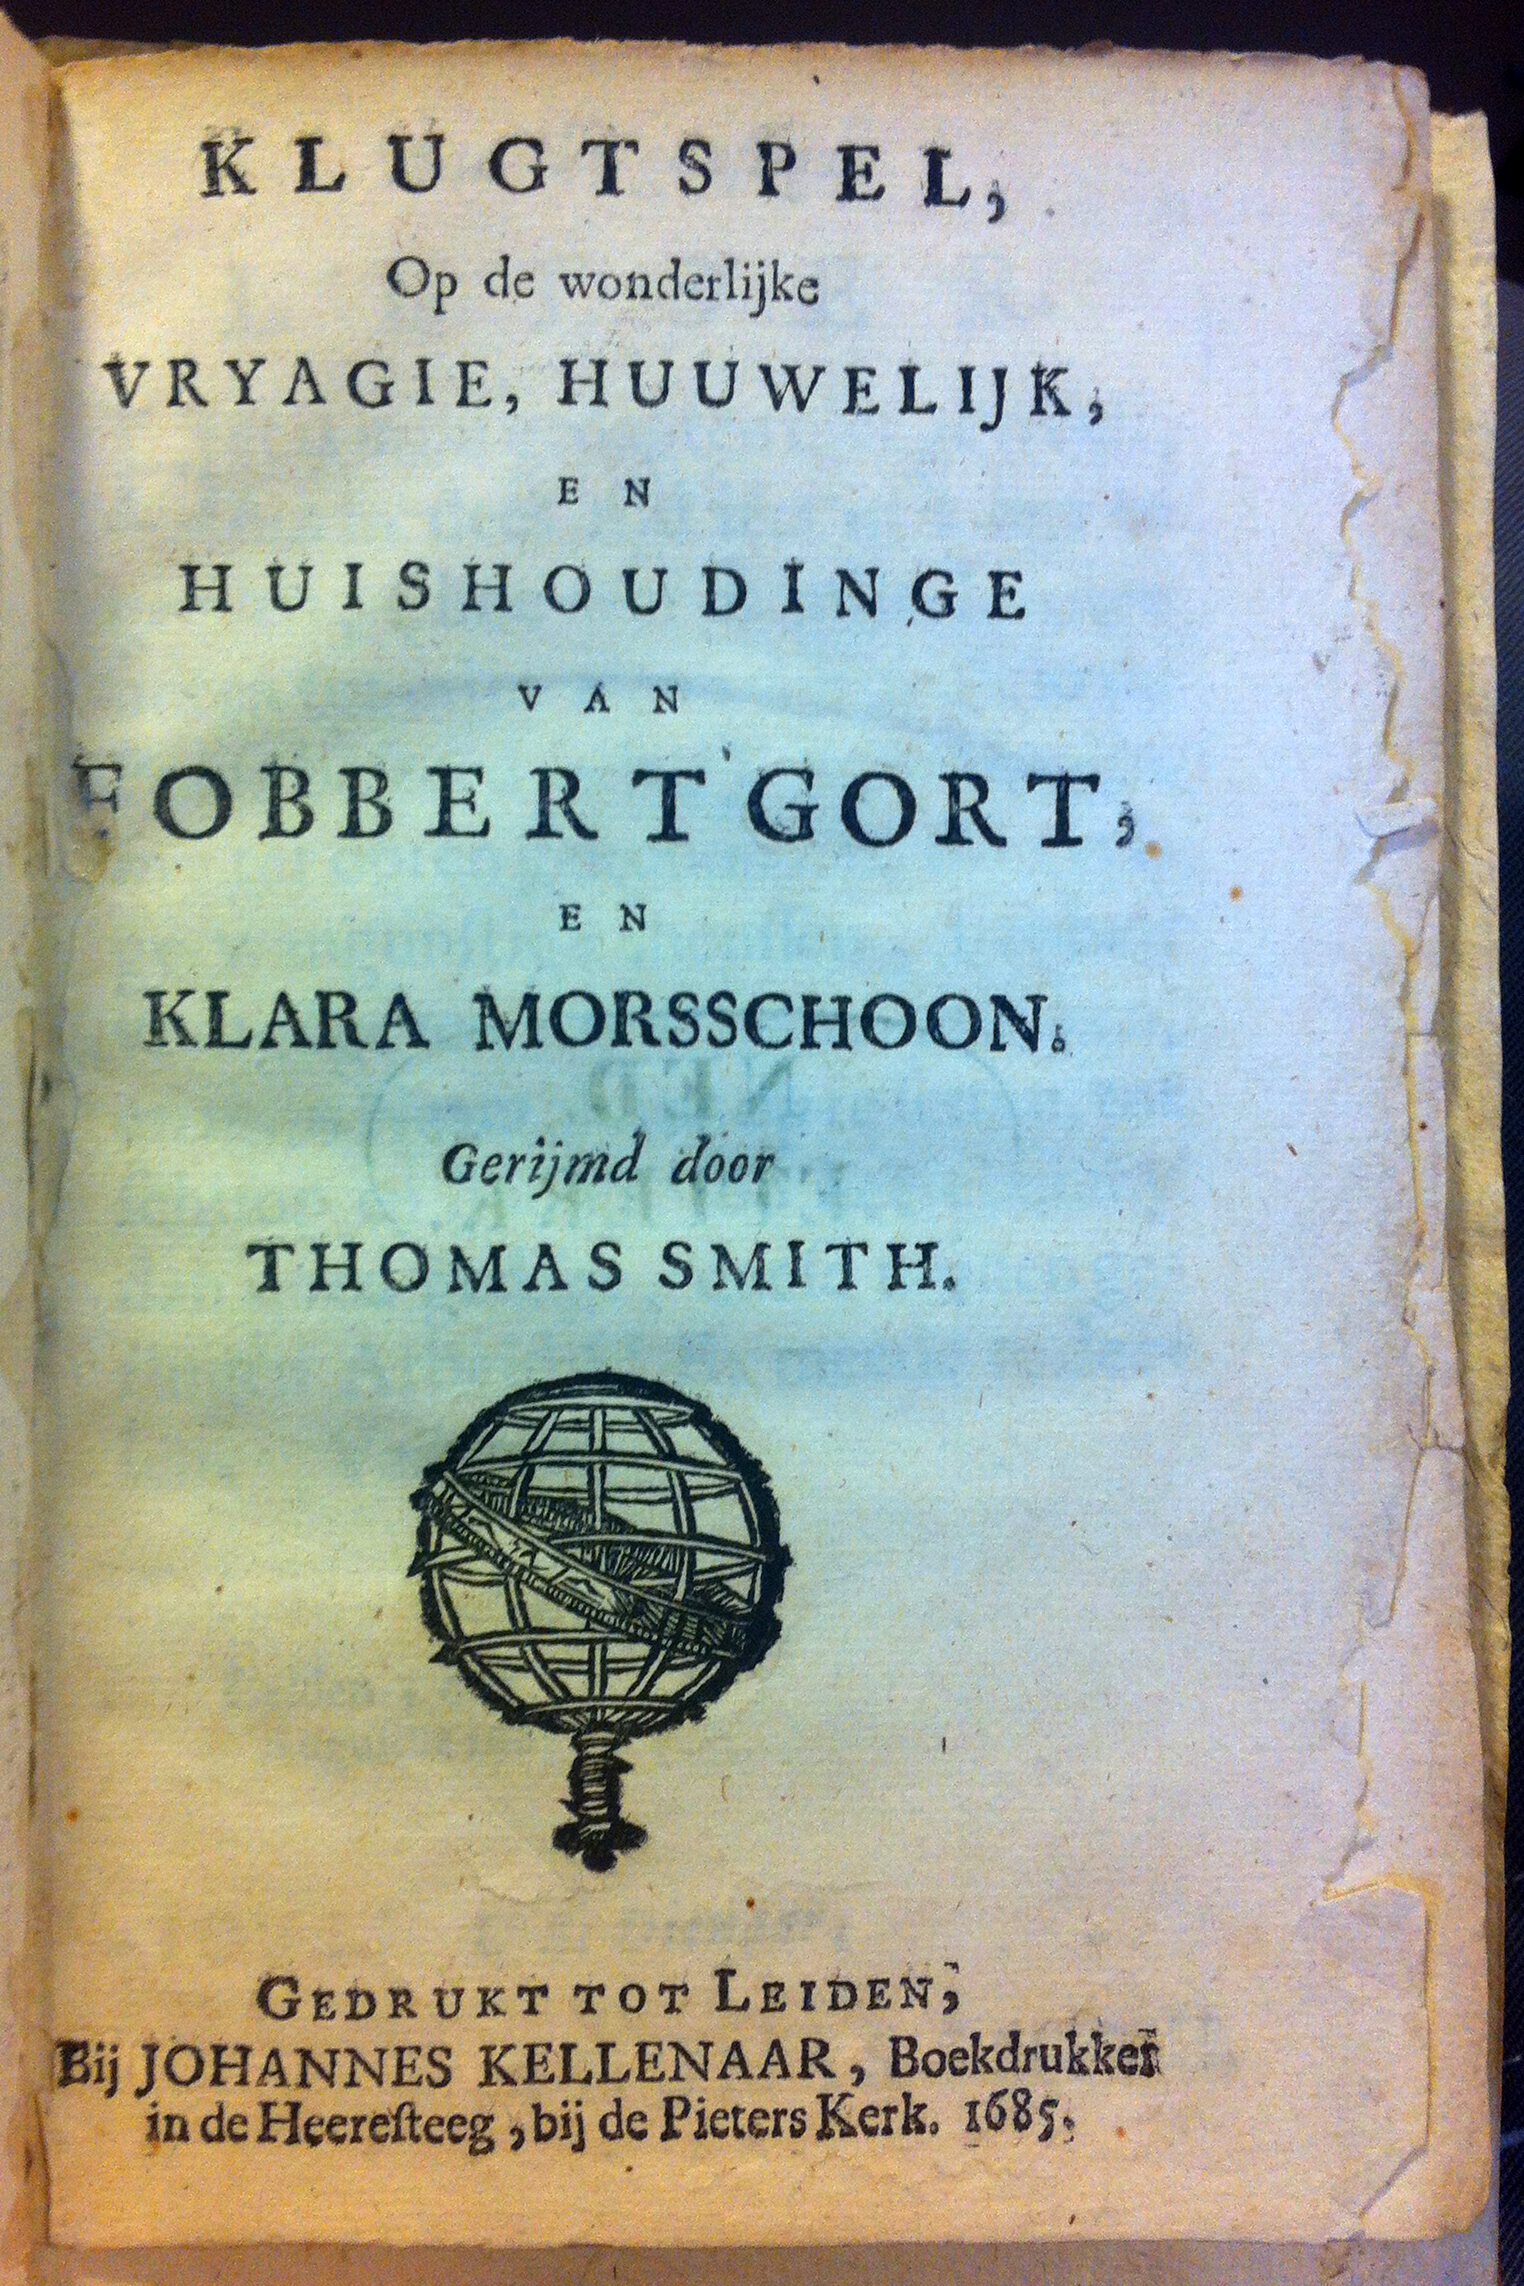 KLUGTSPEL,
Op de wonderlijke
VRYAGIE, HUUWELIJK,
EN
HUISHOUDINGE
VAN
FOBBERT GORT,
EN
KLARA MORSSCHOON.
Gerijmd door
THOMAS SMITH.
GEDRUKT TOT LEIDEN,
Bij JOHANNES KELLENAAR, Boekdrukker
in de Heereſteeg, bij de Pieters Kerk. 1685.